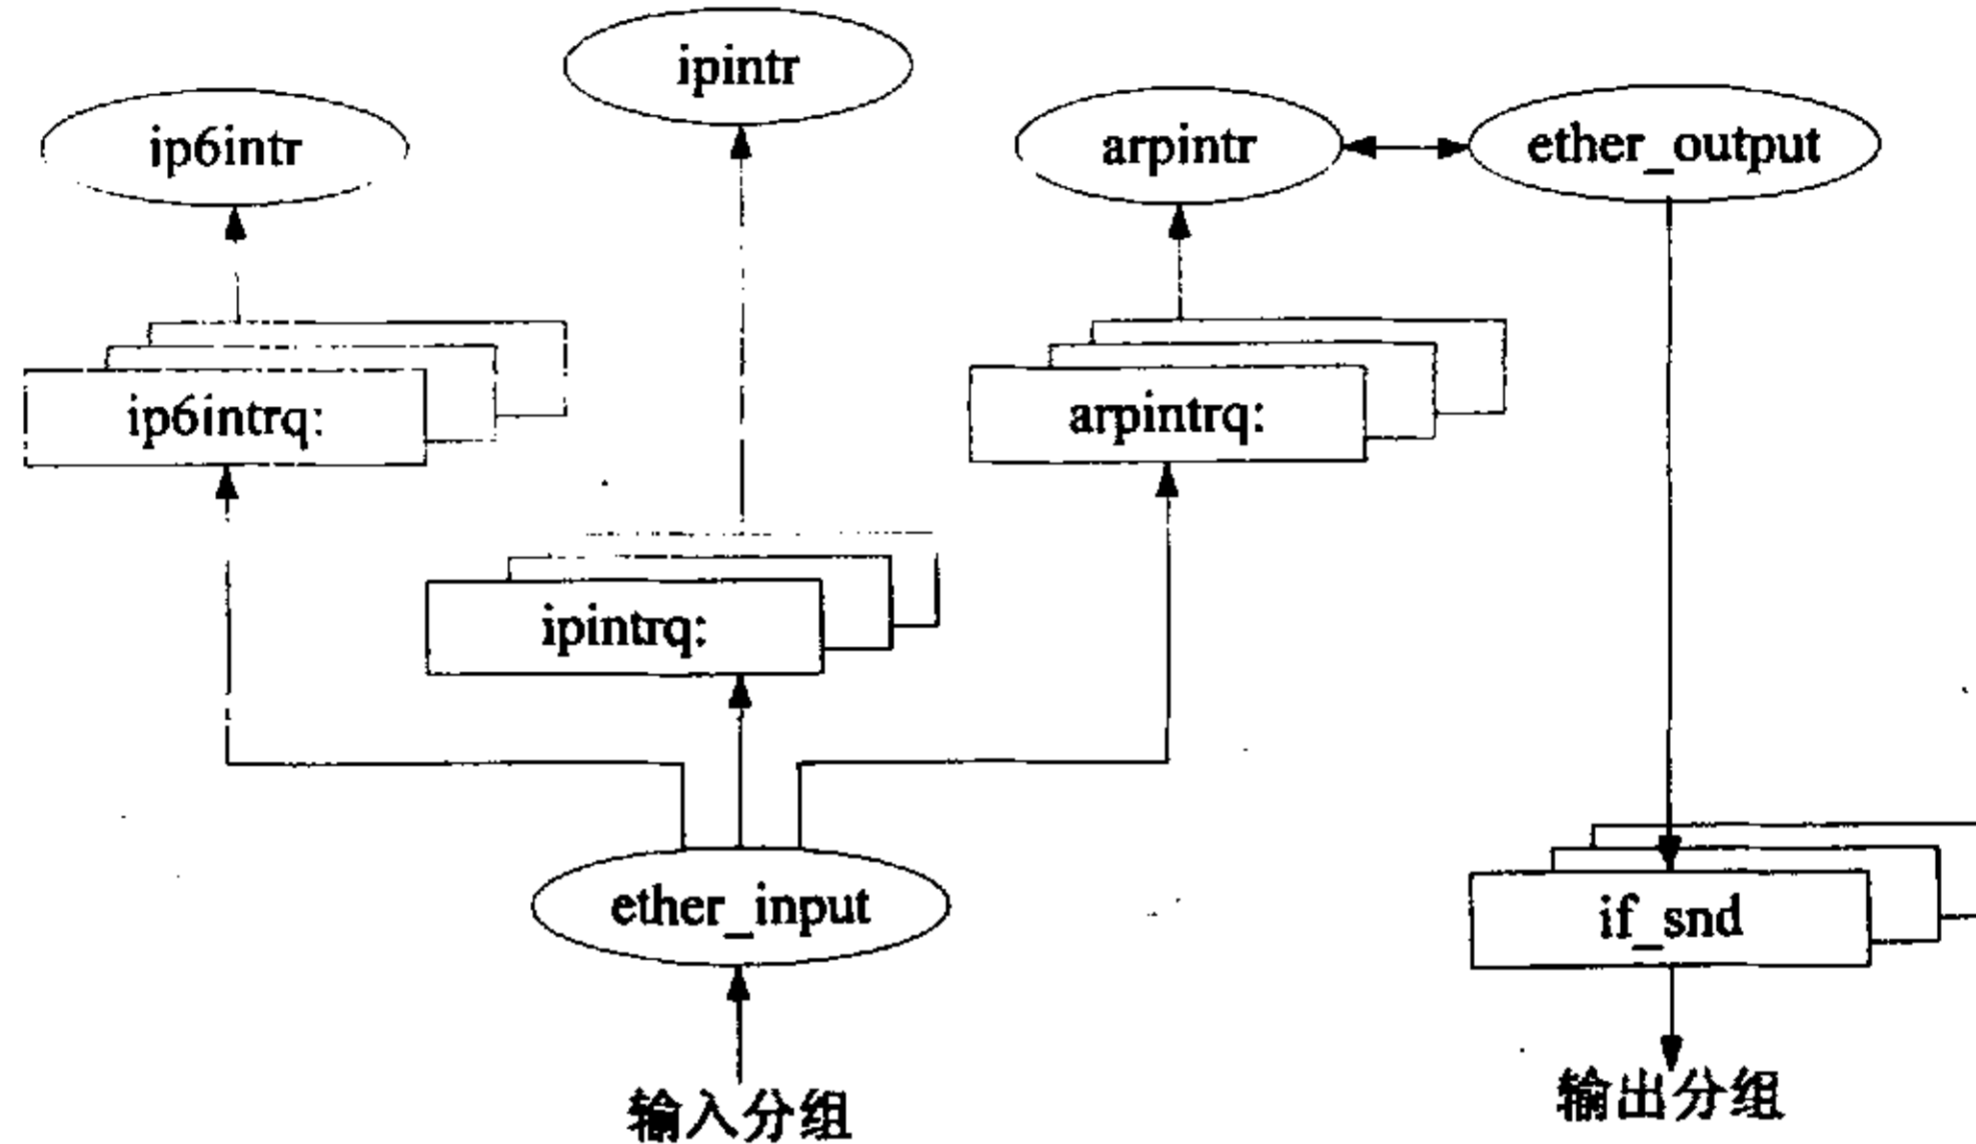 ipintr
ip6intr
arpintr
ether_output
ip6intrq:
arpintrq:
ipintrq:
ether_input
if_snd
输入分组
输出分组